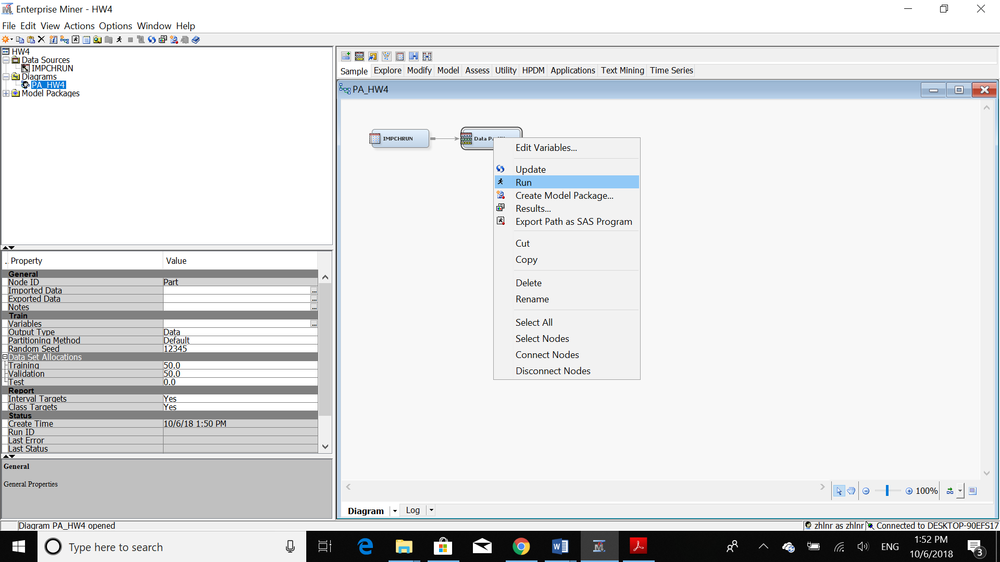 Enterprise Miner - HW4
File Edit View Actions Options Window Help
HW4
Data Sources
IMPCHRUN
Diagrams
PA_HW4
Model Packages
Sample Explore Modify Model Assess Utility HPDM Applications Text Mining Time Series
PA_HW4
IMPCHRUN
Data Pa
Edit Variables...
Update
Run
Create Model Package...
Results...
Export Path as SAS Program
Cut
Copy
Delete
Rename
Select All
Select Nodes
Connect Nodes
Disconnect Nodes
.. Property Value
General
Node ID Part
Imported Data ...
Exported Data ...
Notes ...
Train
Variables ...
Output Type Data
Partitioning Method Default
Random Seed 12345
Data Set Allocations
Training 50.0
Validation 50.0
Test 0.0
Report
Interval Targets Yes
Class Targets Yes
Status
Create Time 10/6/18 1:50 PM
Run ID
Last Error
Last Status
General
General Properties
100%
Diagram Log
Diagram PA_HW4 opened
zhlnr as zhlnr Connected to DESKTOP-90EFS17
Type here to search
ENG
1:52 PM
10/6/2018
3